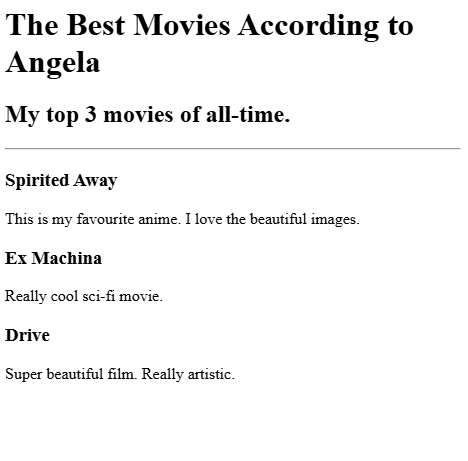 The Best Movies According to
Angela
My top 3 movies of all-time.
Spirited Away
This is my favourite anime. I love the beautiful images.
Ex Machina
Really cool sci-fi movie.
Drive
Super beautiful film. Really artistic.